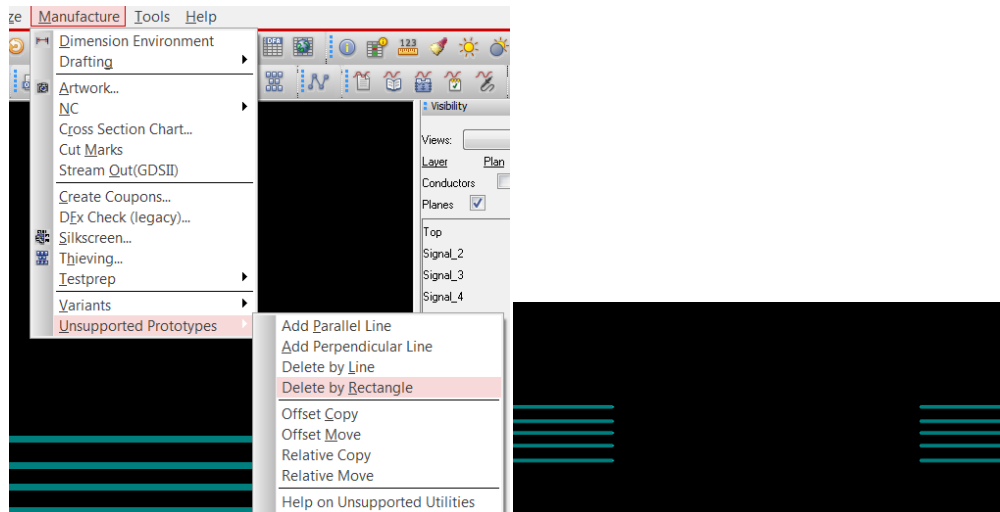 ze Manufacture Tools Help
Dimension Environment
Drafting
Artwork...
NC
Cross Section Chart...
Cut Marks
Stream Out(GDSII)
Create Coupons...
DFx Check (legacy)...
Silkscreen...
Thieving...
Testprep
Variants
Unsupported Prototypes
Add Parallel Line
Add Perpendicular Line
Delete by Line
Delete by Rectangle
Offset Copy
Offset Move
Relative Copy
Relative Move
Help on Unsupported Utilities
DFA
123
Visibility
Views:
Layer Plan
Conductors
Planes
Top
Signal_2
Signal_3
Signal_4